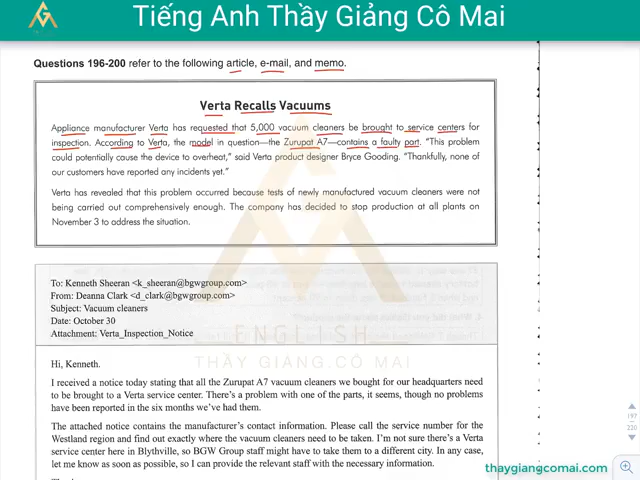 Tiếng Anh Thầy Giảng Cô Mai
Questions 196-200 refer to the following article, e-mail, and memo.
Verta Recalls Vacuums
Appliance manufacturer Verta has requested that 5,000 vacuum cleaners be brought to service centers for
inspection. According to Verta, the model in question—the Zurupat A7—contains a faulty part. “This problem
could potentially cause the device to overheat,” said Verta product designer Bryce Gooding. “Thankfully, none of
our customers have reported any incidents yet.”
Verta has revealed that this problem occurred because tests of newly manufactured vacuum cleaners were not
being carried out comprehensively enough. The company has decided to stop production at all plants on
November 3 to address the situation.
To: Kenneth Sheeran <k_sheeran@bgwgroup.com>
From: Deanna Clark <d_clark@bgwgroup.com>
Subject: Vacuum cleaners
Date: October 30
Attachment: Verta_Inspection_Notice
ENGLISH
THẦY GIẢNG.CÔ MAI
Hi, Kenneth.
I received a notice today stating that all the Zurupat A7 vacuum cleaners we bought for our headquarters need
to be brought to a Verta service center. There’s a problem with one of the parts, it seems, though no problems
have been reported in the six months we’ve had them.
The attached notice contains the manufacturer’s contact information. Please call the service number for the
Westland region and find out exactly where the vacuum cleaners need to be taken. I’m not sure there’s a Verta
service center here in Blythville, so BGW Group staff might have to take them to a different city. In any case,
let me know as soon as possible, so I can provide the relevant staff with the necessary information.
197
220
thaygiangcomai.com